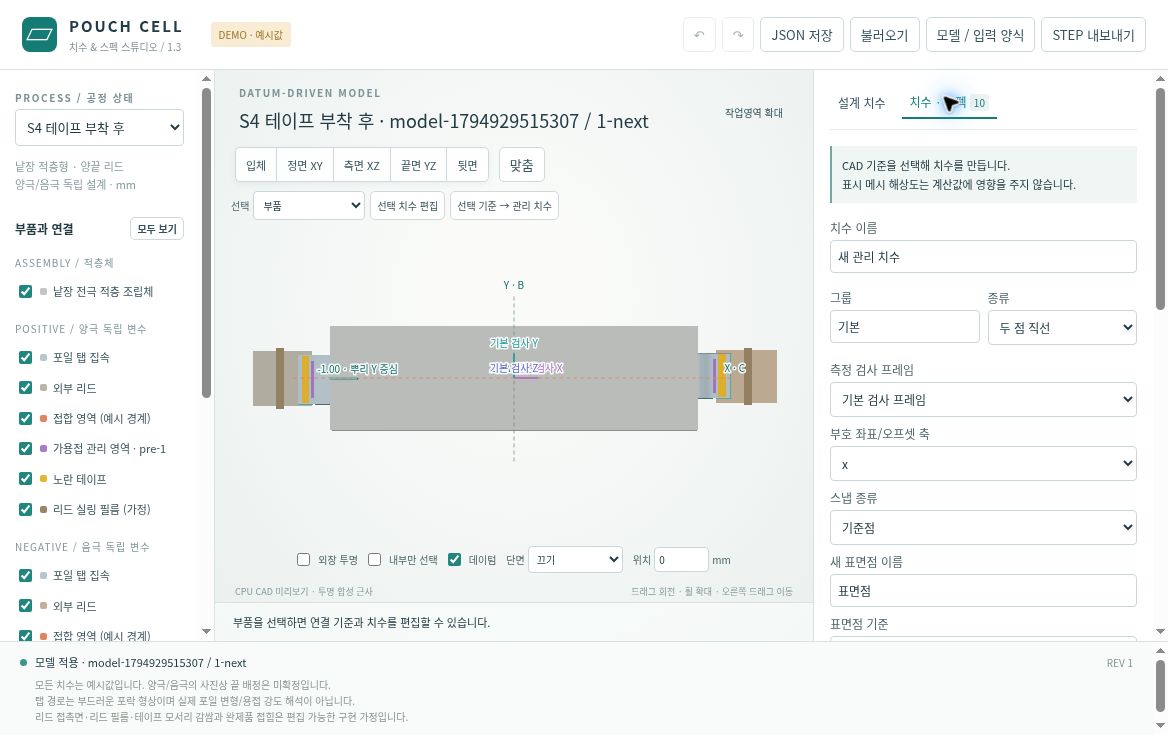 POUCH CELL
치수 & 스펙 스튜디오 / 1.3
DEMO · 예시값
↶
↷
JSON 저장
불러오기
모델 / 입력 양식
STEP 내보내기
PROCESS / 공정 상태
S4 테이프 부착 후
낱장 적층형 · 양끝 리드
양극/음극 독립 설계 · mm
부품과 연결
모두 보기
ASSEMBLY / 적층체
낱장 전극 적층 조립체
POSITIVE / 양극 독립 변수
포일 탭 집속
외부 리드
접합 영역 (예시 경계)
가용접 관리 영역 · pre-1
노란 테이프
리드 실링 필름 (가정)
NEGATIVE / 음극 독립 변수
포일 탭 집속
외부 리드
접합 영역 (예시 경계)
DATUM-DRIVEN MODEL
S4 테이프 부착 후 · model-1794929515307 / 1-next
작업영역 확대
입체
정면 XY
측면 XZ
끝면 YZ
뒷면
맞춤
선택
부품
선택 치수 편집
선택 기준 → 관리 치수
Y · B
기본 검사 Y
기본 검사 Z
검사 X
-1.00 · 뿌리 Y 중심
X · C
외장 투명
내부만 선택
데이텀
단면
끄기
위치
0
mm
CPU CAD 미리보기 · 투명 합성 근사
드래그 회전 · 휠 확대 · 오른쪽 드래그 이동
부품을 선택하면 연결 기준과 치수를 편집할 수 있습니다.
설계 치수
치수 ·
10
CAD 기준을 선택해 치수를 만듭니다.
표시 메시 해상도는 계산값에 영향을 주지 않습니다.
치수 이름
새 관리 치수
그룹
종류
기본
두 점 직선
측정 검사 프레임
기본 검사 프레임
부호 좌표/오프셋 축
x
스냅 종류
기준점
새 표면점 이름
표면점
표면점 기준
모델 적용 · model-1794929515307 / 1-next
REV 1
모든 치수는 예시값입니다. 양극/음극의 사진상 끝 배정은 미확정입니다.
탭 경로는 부드러운 포락 형상이며 실제 포일 변형/용접 강도 해석이 아닙니다.
리드 접촉면·리드 필름·테이프 모서리 감쌈과 완제품 접힘은 편집 가능한 구현 가정입니다.